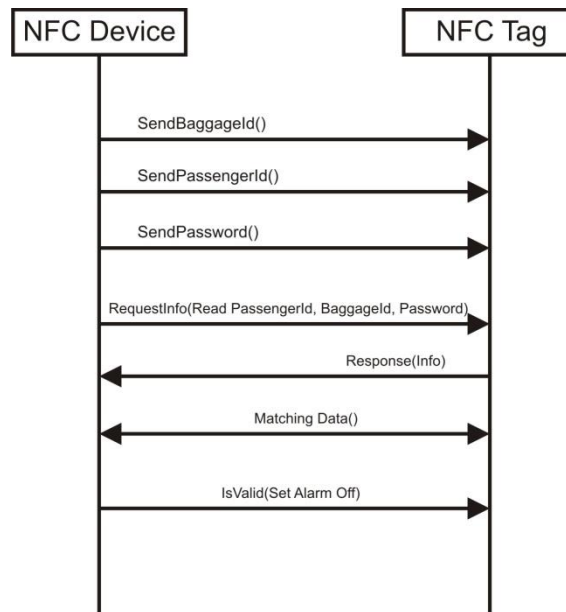 NFC Device
NFC Tag
SendBaggageId()
SendPassengerId()
SendPassword()
RequestInfo(Read PassengerId, BaggageId, Password)
Response(Info)
Matching Data()
IsValid(Set Alarm Off)